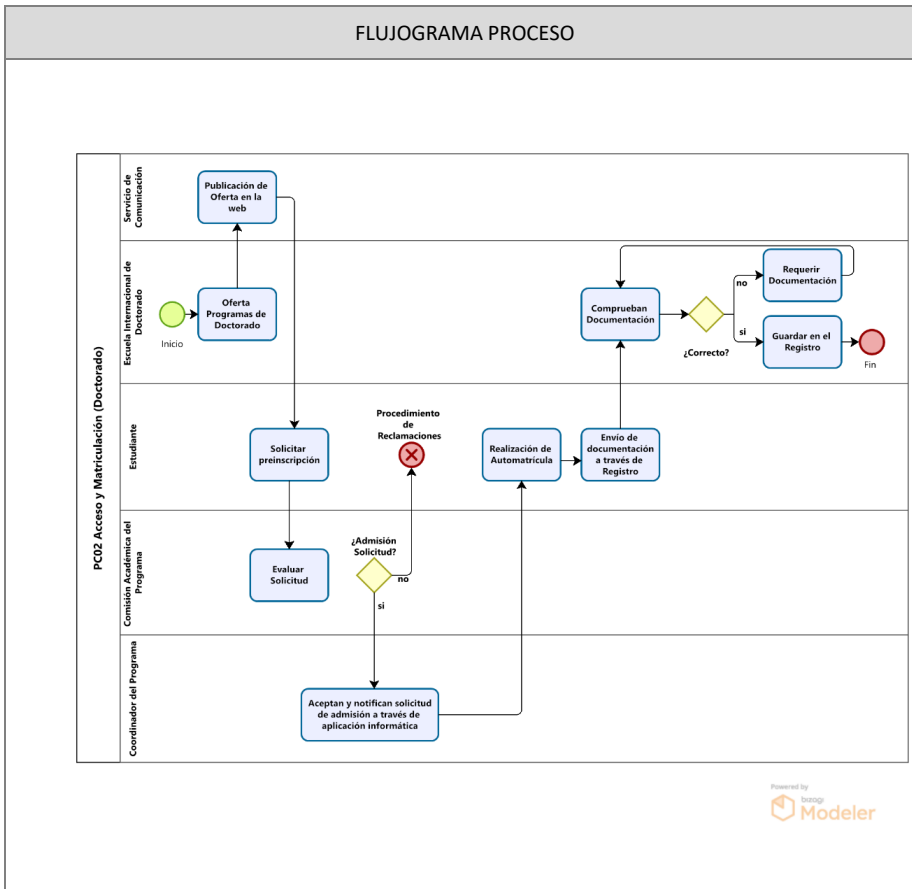 FLUJOGRAMA PROCESO
PC02 Acceso y Matriculación (Doctorado)
Servicio de
Comunicación
Publicación de
Oferta en la
web
Escuela Internacional de
Doctorado
Inicio
Oferta
Programas de
Doctorado
Comprueban
Documentación
¿Correcto?
no
si
Requerir
Documentación
Guardar en el
Registro
Fin
Estudiante
Solicitar
preinscripción
Procedimiento
de
Reclamaciones
Realización de
Automatrícula
Envío de
documentación
a través de
Registro
Comisión Académica del
Programa
Evaluar
Solicitud
¿Admisión
Solicitud?
no
si
Coordinador del Programa
Aceptan y notifican solicitud
de admisión a través de
aplicación informática
Powered by
bizagi
Modeler